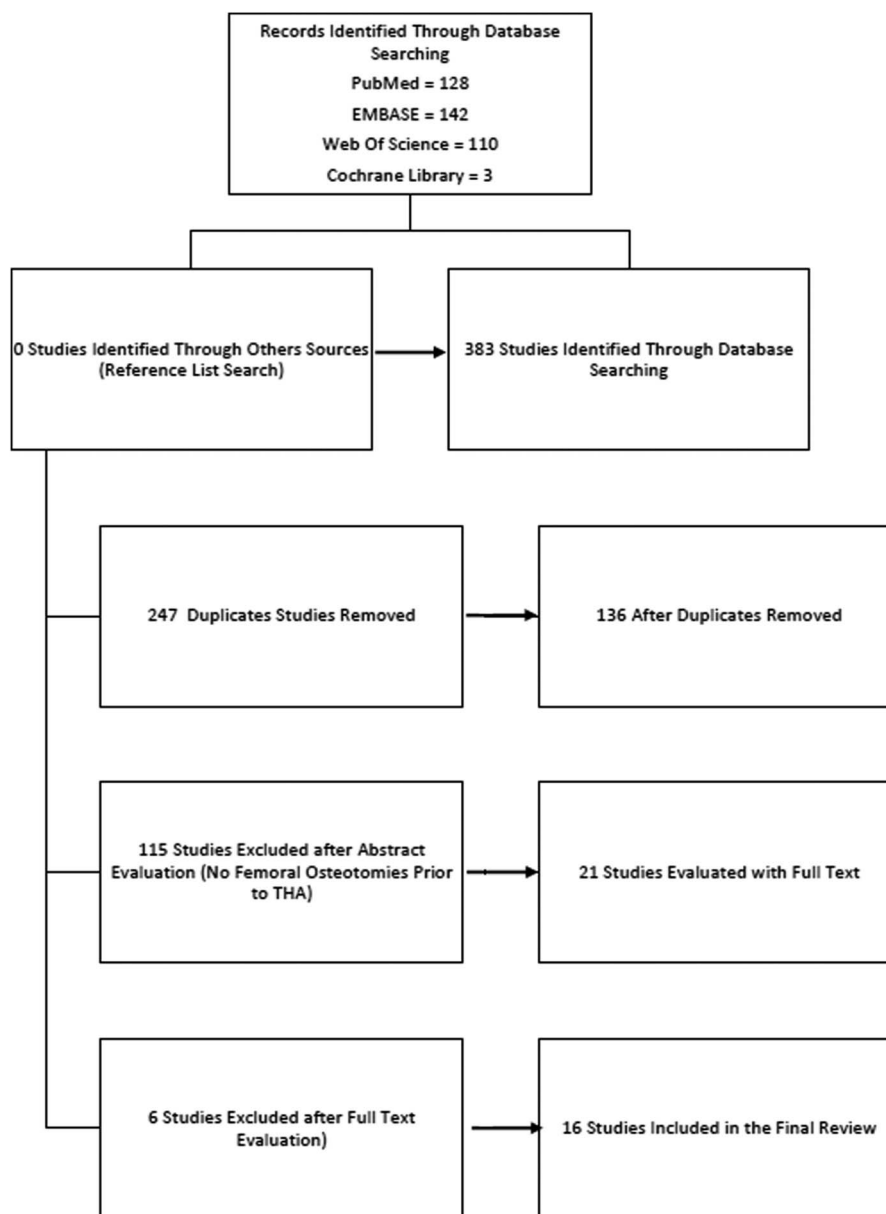 Records Identified Through Database
Searching
PubMed = 128
EMBASE = 142
Web Of Science = 110
Cochrane Library = 3
0 Studies Identified Through Others Sources
(Reference List Search)
383 Studies Identified Through Database
Searching
247 Duplicates Studies Removed
136 After Duplicates Removed
115 Studies Excluded after Abstract
Evaluation (No Femoral Osteotomies Prior
to THA)
21 Studies Evaluated with Full Text
6 Studies Excluded after Full Text
Evaluation)
16 Studies Included in the Final Review